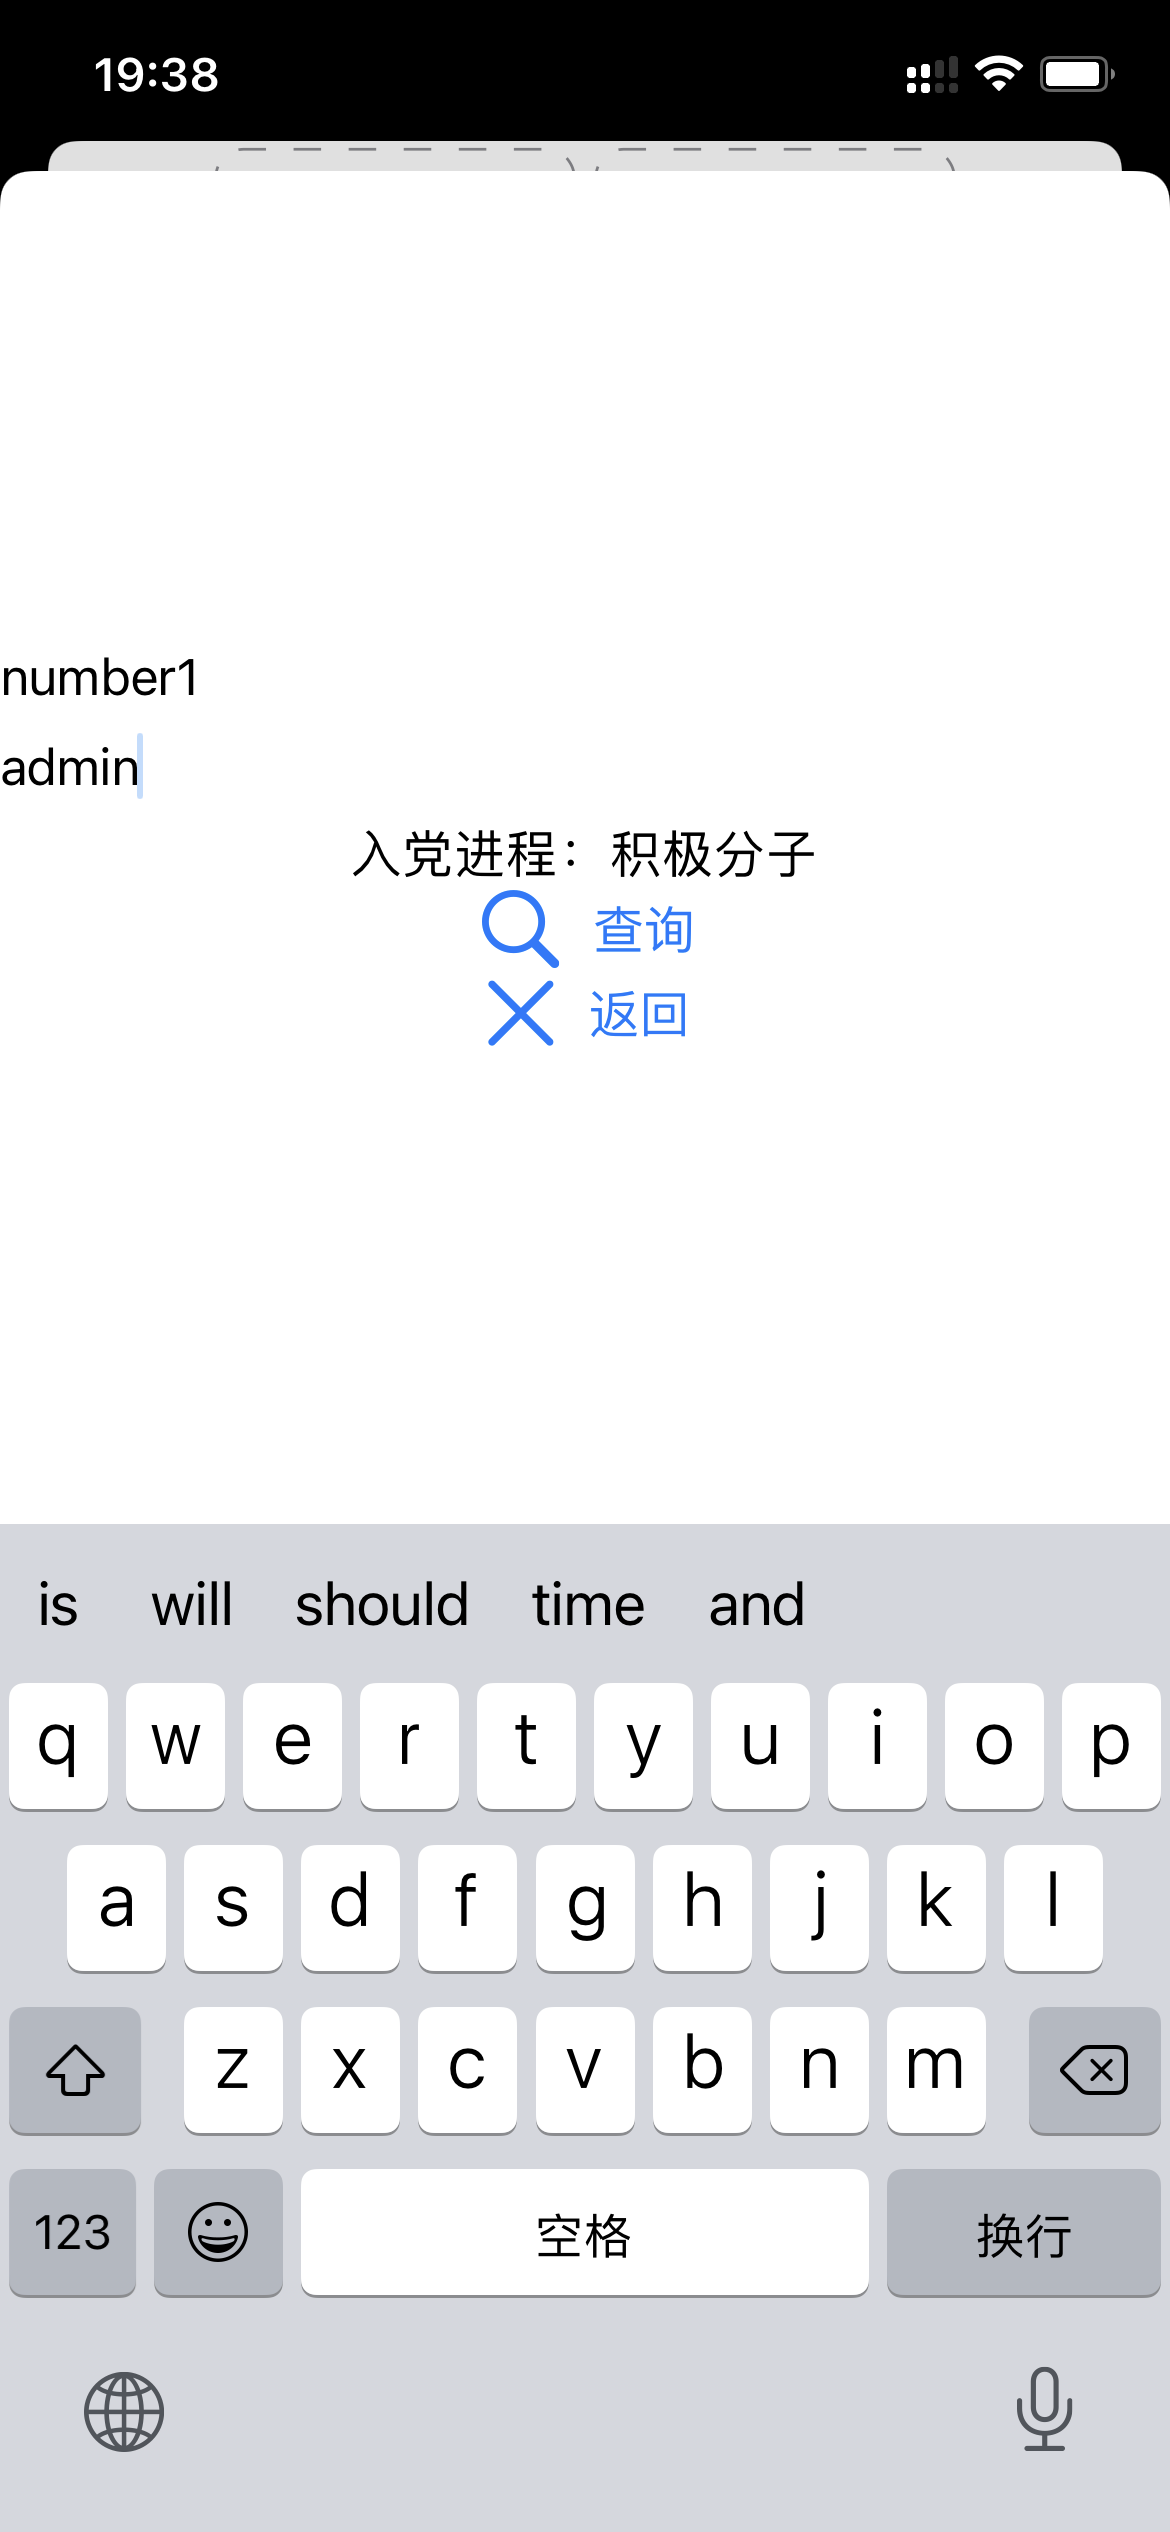 19:38
number1
admin
入党进程：积极分子
查询
返回
is will should time and
q w e r t y u i o p
a s d f g h j k l
z x c v b n m
123 空格 换行